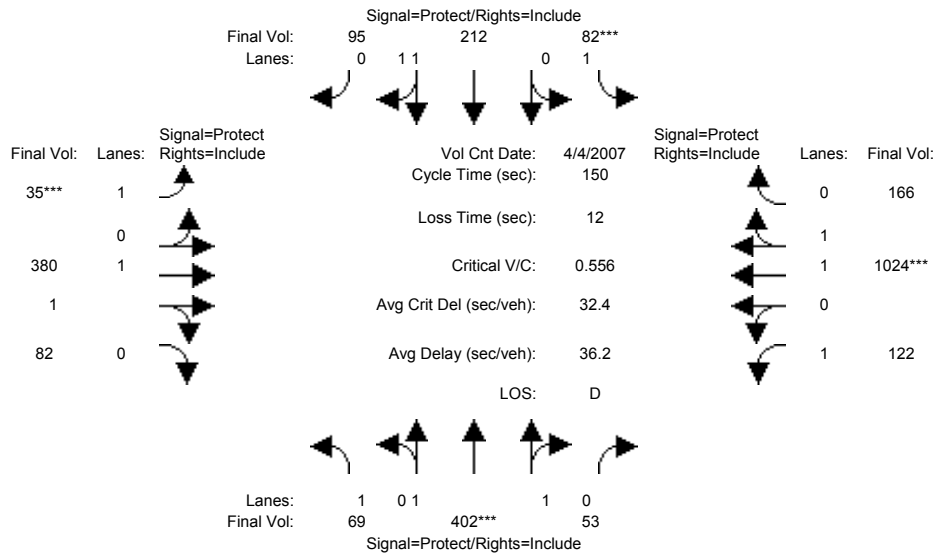 Signal=Protect/Rights=Include
Final Vol: 95 212 82***
Lanes: 0 1 1 0 1
Signal=Protect
Final Vol: Lanes: Rights=Include
Vol Cnt Date: 4/4/2007
Signal=Protect
Rights=Include Lanes: Final Vol:
Cycle Time (sec): 150
35*** 1
0 166
Loss Time (sec): 12
0
1
380 1
Critical V/C: 0.556
1 1024***
1
Avg Crit Del (sec/veh): 32.4
0
82 0
Avg Delay (sec/veh): 36.2
1 122
LOS: D
Lanes: 1 0 1 1 0
Final Vol: 69 402*** 53
Signal=Protect/Rights=Include